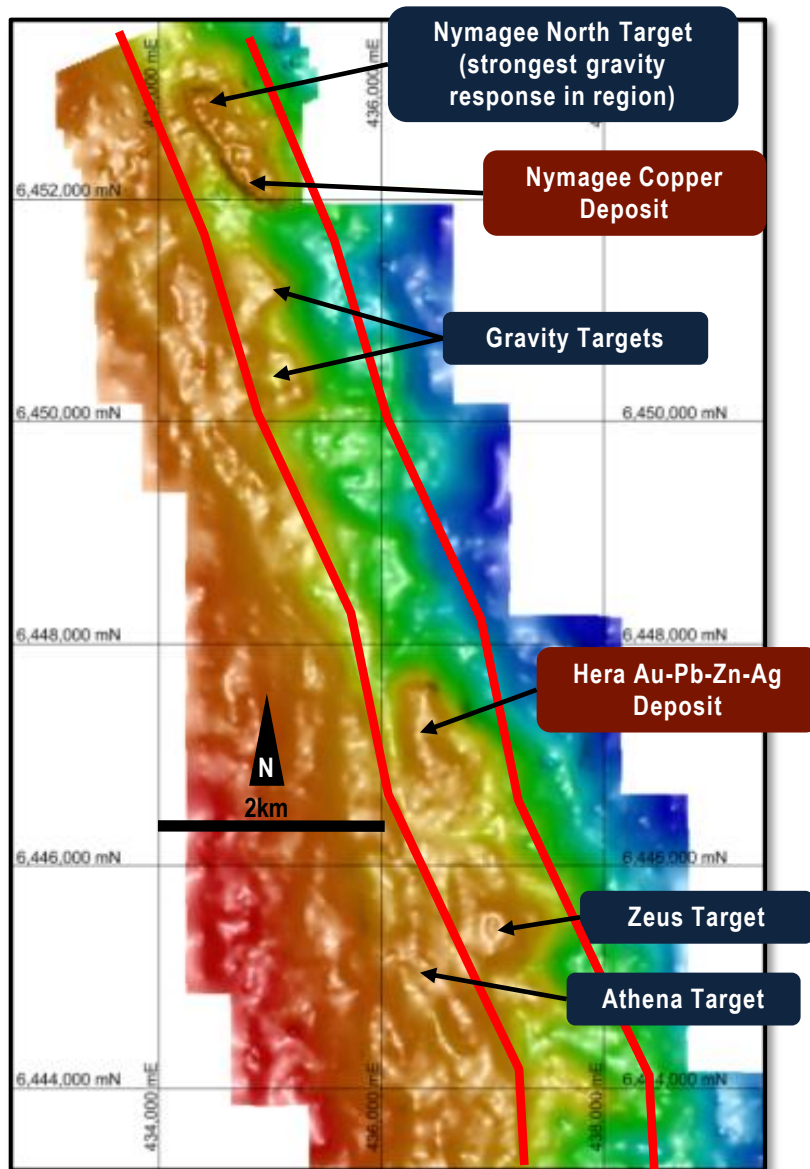 Nymagee North Target
(strongest gravity
response in region)
436,000 mE
Nymagee Copper
Deposit
6,452,000 mN
Gravity Targets
6,450,000 mN
6,450,000 mN
6,448,000 mN
6,448,000 mN
Hera Au-Pb-Zn-Ag
Deposit
N
2km
6,446,000 mN
6,446,000 mN
Zeus Target
Athena Target
6,444,000 mN
434,000 mE
436,000 mE
438,000 mE